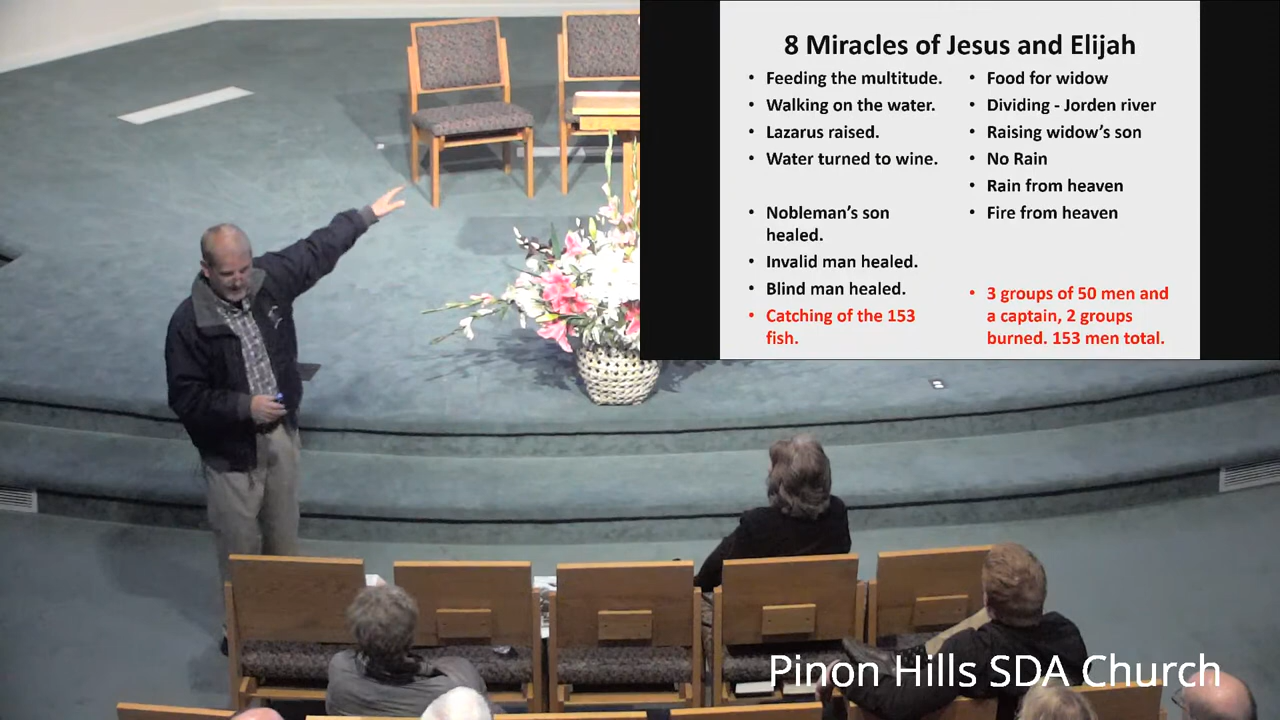 8 Miracles of Jesus and Elijah
• Feeding the multitude.
• Walking on the water.
• Lazarus raised.
• Water turned to wine.
• Nobleman's son
healed.
• Invalid man healed.
• Blind man healed.
• Catching of the 153
fish.
• Food for widow
• Dividing - Jorden river
• Raising widow's son
• No Rain
• Rain from heaven
• Fire from heaven
• 3 groups of 50 men and
a captain, 2 groups
burned. 153 men total.
Pinon Hills SDA Church